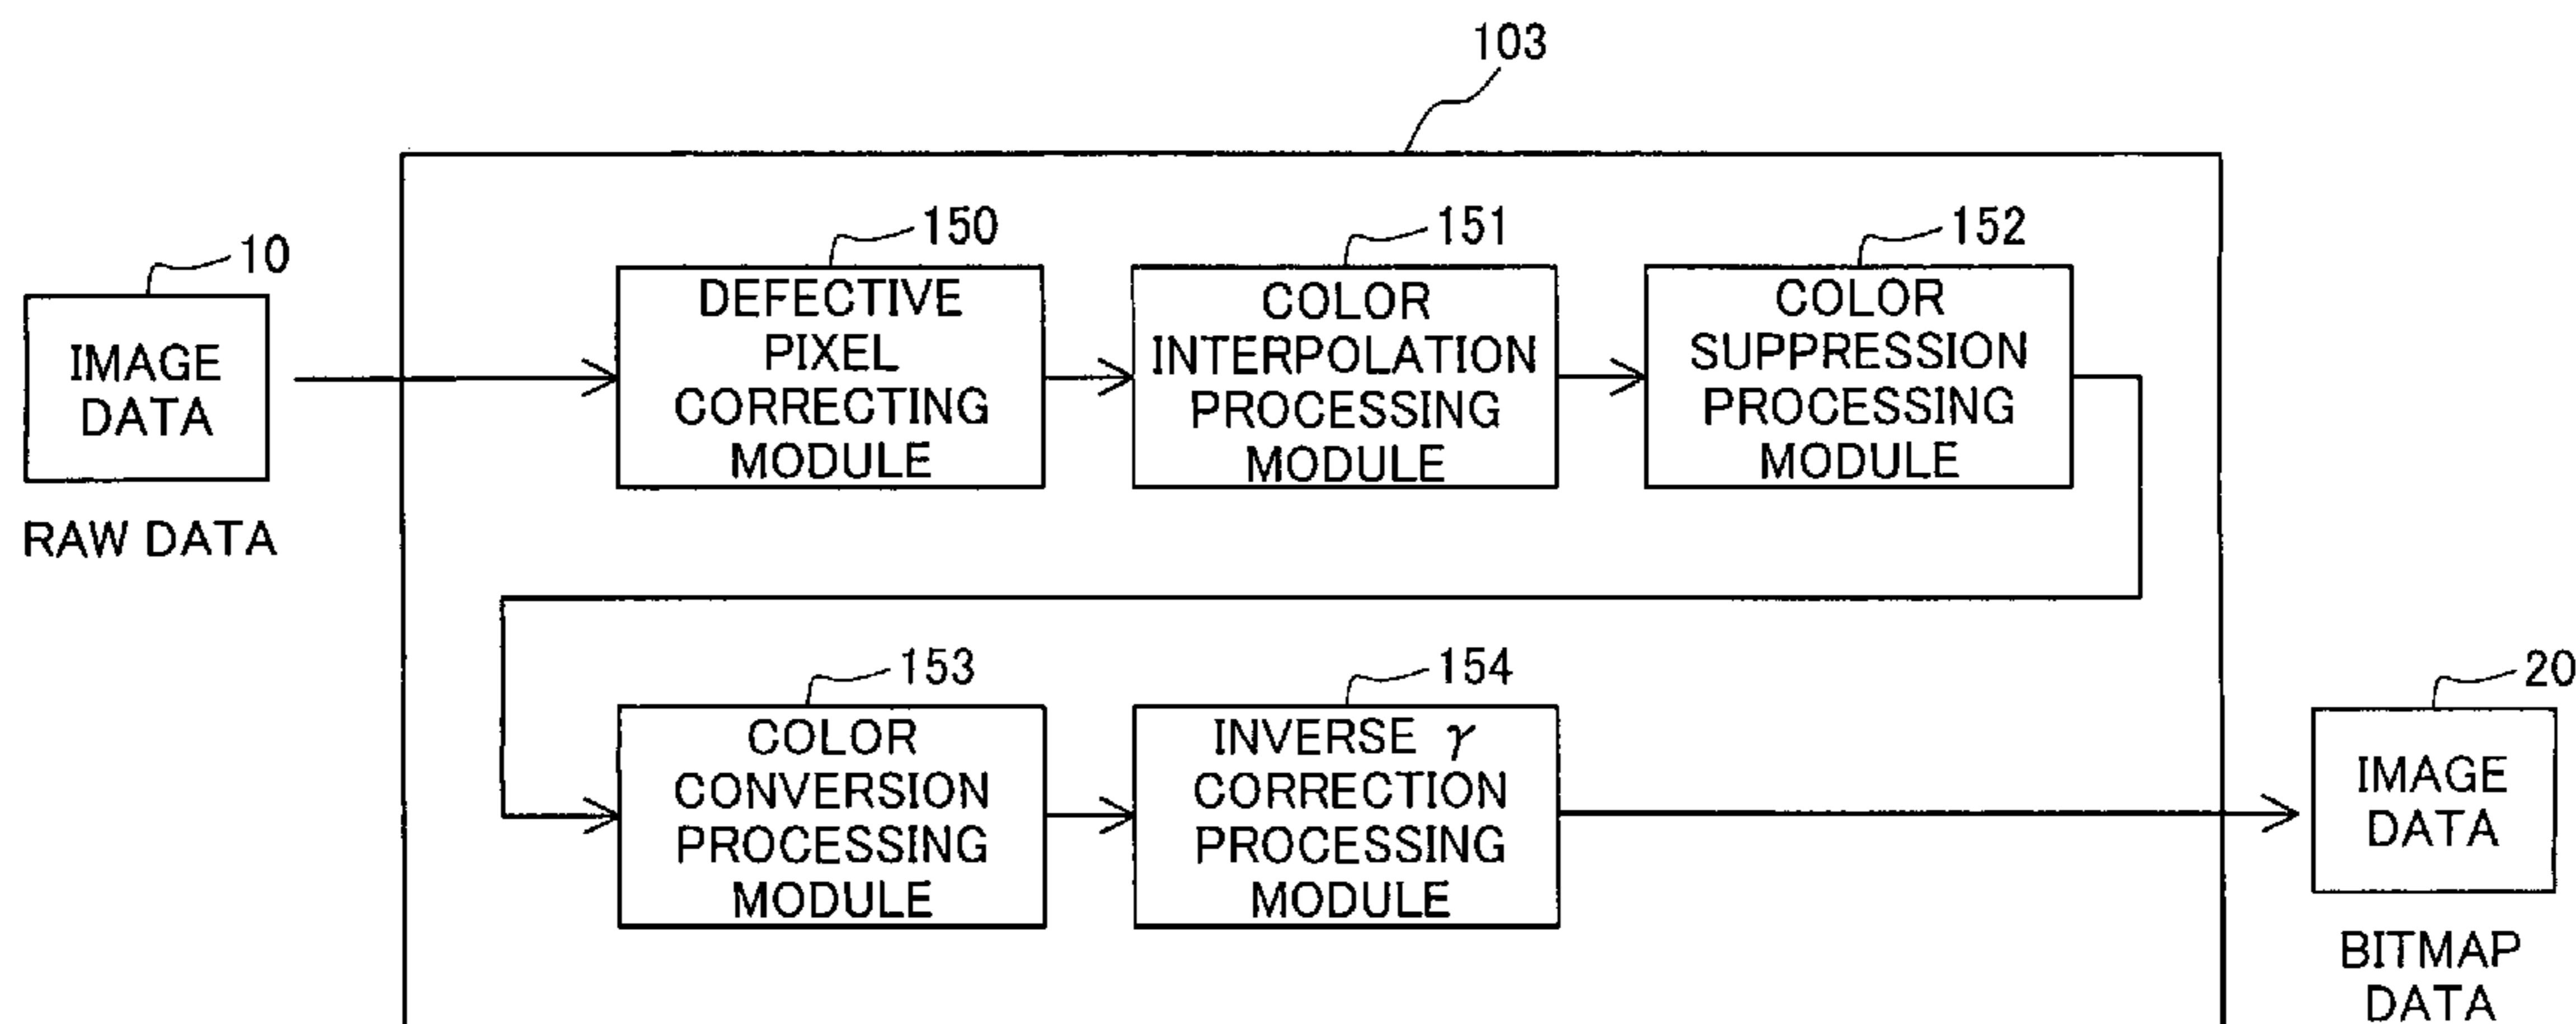 103
10
IMAGE
DATA
RAW DATA
150
DEFECTIVE
PIXEL
CORRECTING
MODULE
151
COLOR
INTERPOLATION
PROCESSING
MODULE
152
COLOR
SUPPRESSION
PROCESSING
MODULE
153
COLOR
CONVERSION
PROCESSING
MODULE
154
INVERSE γ
CORRECTION
PROCESSING
MODULE
20
IMAGE
DATA
BITMAP
DATA